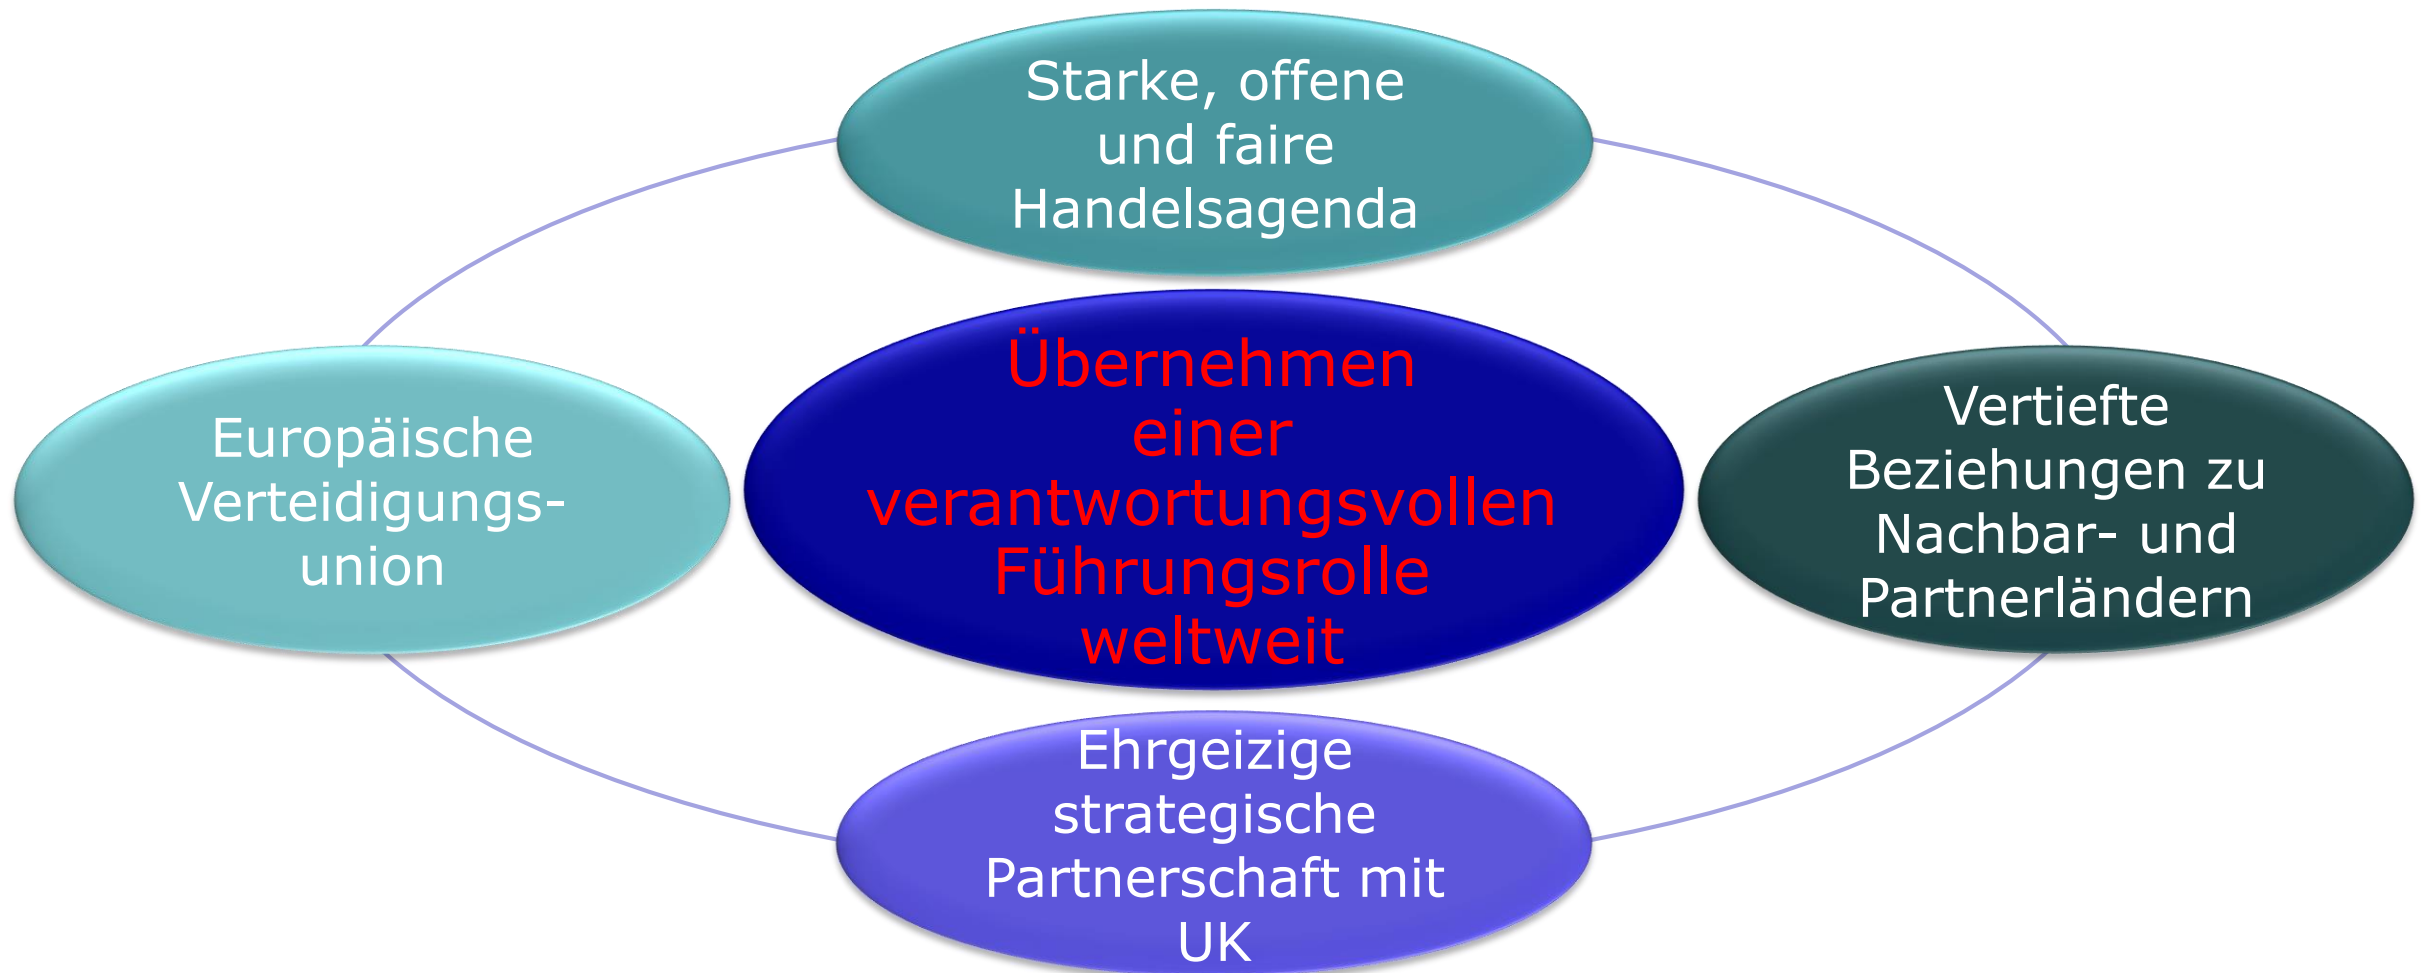 Starke, offene
und faire
Handelsagenda
Übernehmen
einer
verantwortungsvollen
Führungsrolle
weltweit
Europäische
Verteidigungs-
union
Vertiefte
Beziehungen zu
Nachbar- und
Partnerländern
Ehrgeizige
strategische
Partnerschaft mit
UK